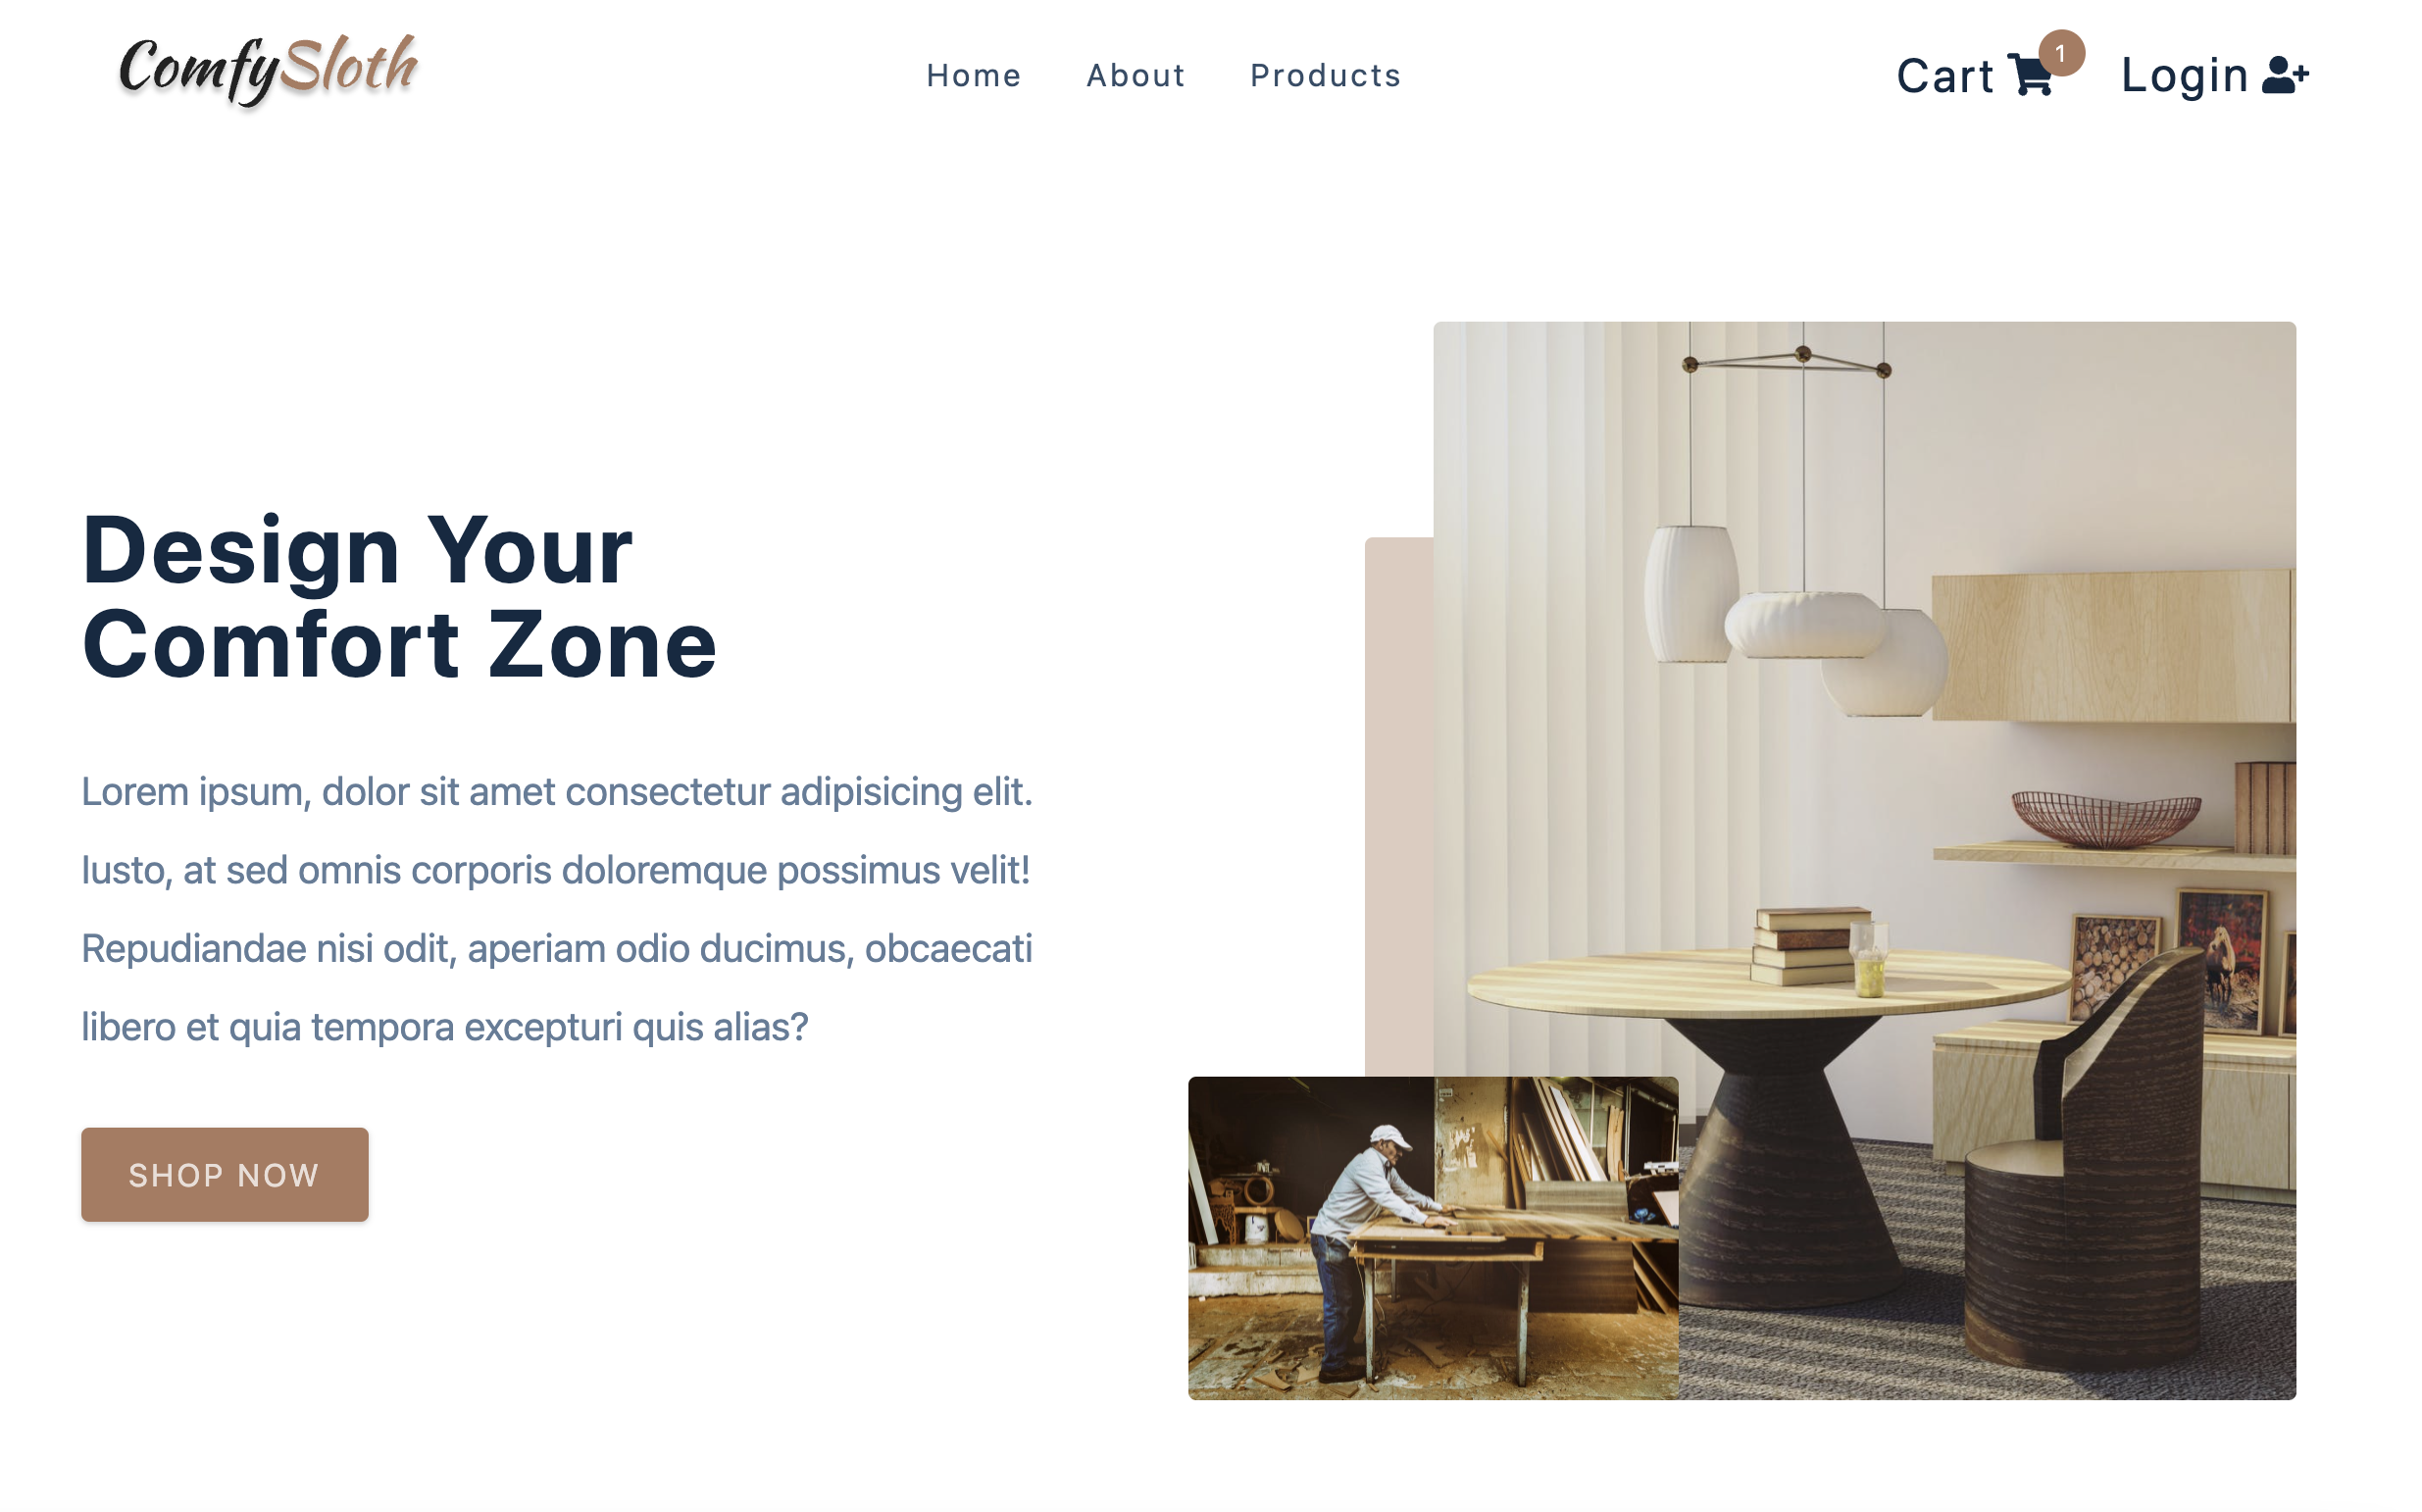 ComfySloth
Home About Products
Cart 1 Login
Design Your
Comfort Zone
Lorem ipsum, dolor sit amet consectetur adipisicing elit.
Iusto, at sed omnis corporis doloremque possimus velit!
Repudiandae nisi odit, aperiam odio ducimus, obcaecati
libero et quia tempora excepturi quis alias?
SHOP NOW